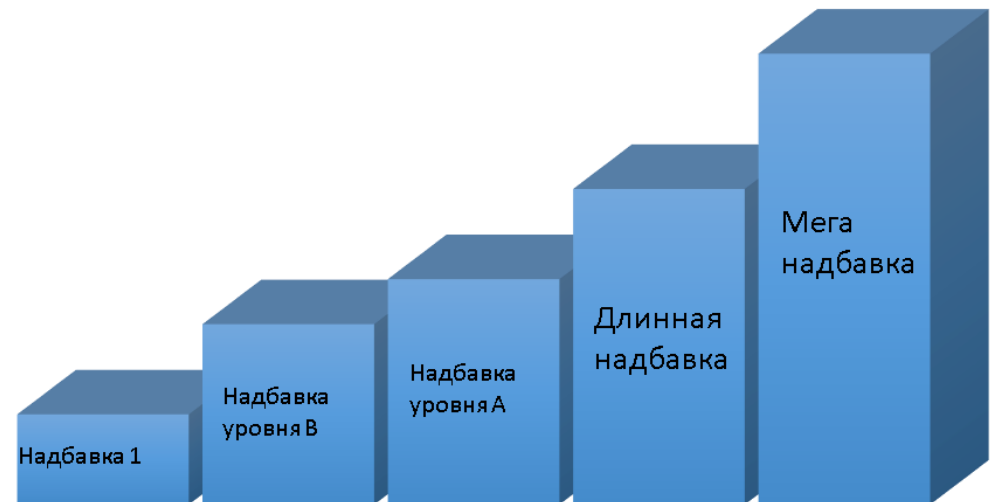 Надбавка 1
Надбавка
уровня В
Надбавка
уровня А
Длинная
надбавка
Мега
надбавка